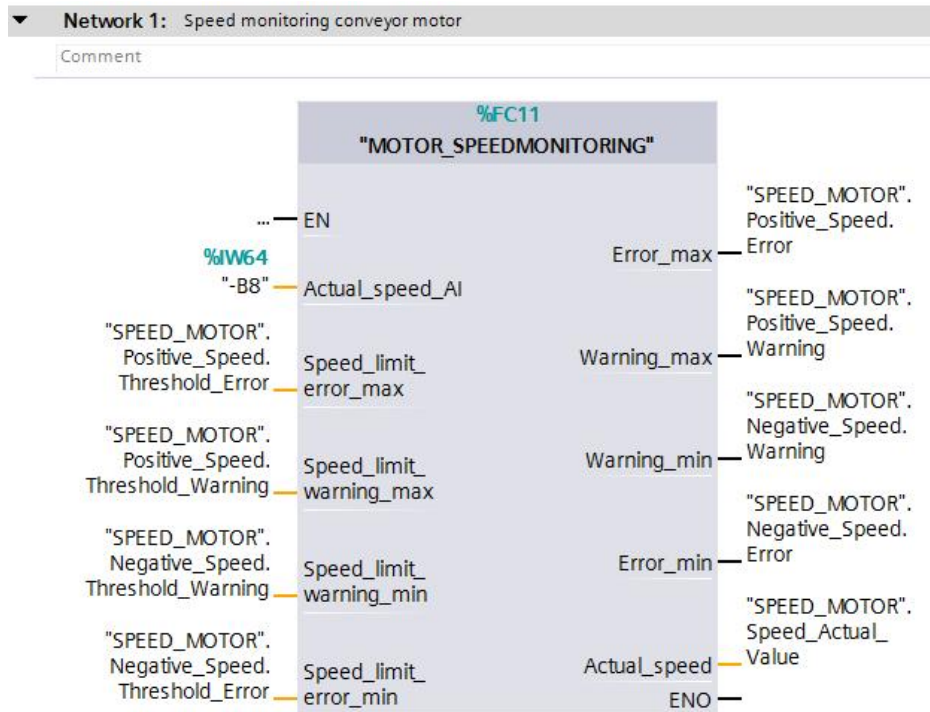 Network 1: Speed monitoring conveyor motor
Comment
%FC11
"MOTOR_SPEEDMONITORING"
... EN
%IW64
"-B8"
Actual_speed_AI
"SPEED_MOTOR".
Positive_Speed.
Threshold_Error
Speed_limit_
error_max
"SPEED_MOTOR".
Positive_Speed.
Threshold_Warning
Speed_limit_
warning_max
"SPEED_MOTOR".
Negative_Speed.
Threshold_Warning
Speed_limit_
warning_min
"SPEED_MOTOR".
Negative_Speed.
Threshold_Error
Speed_limit_
error_min
Error_max
"SPEED_MOTOR".
Positive_Speed.
Error
Warning_max
"SPEED_MOTOR".
Positive_Speed.
Warning
Warning_min
"SPEED_MOTOR".
Negative_Speed.
Warning
Error_min
"SPEED_MOTOR".
Negative_Speed.
Error
Actual_speed
"SPEED_MOTOR".
Speed_Actual_
Value
ENO